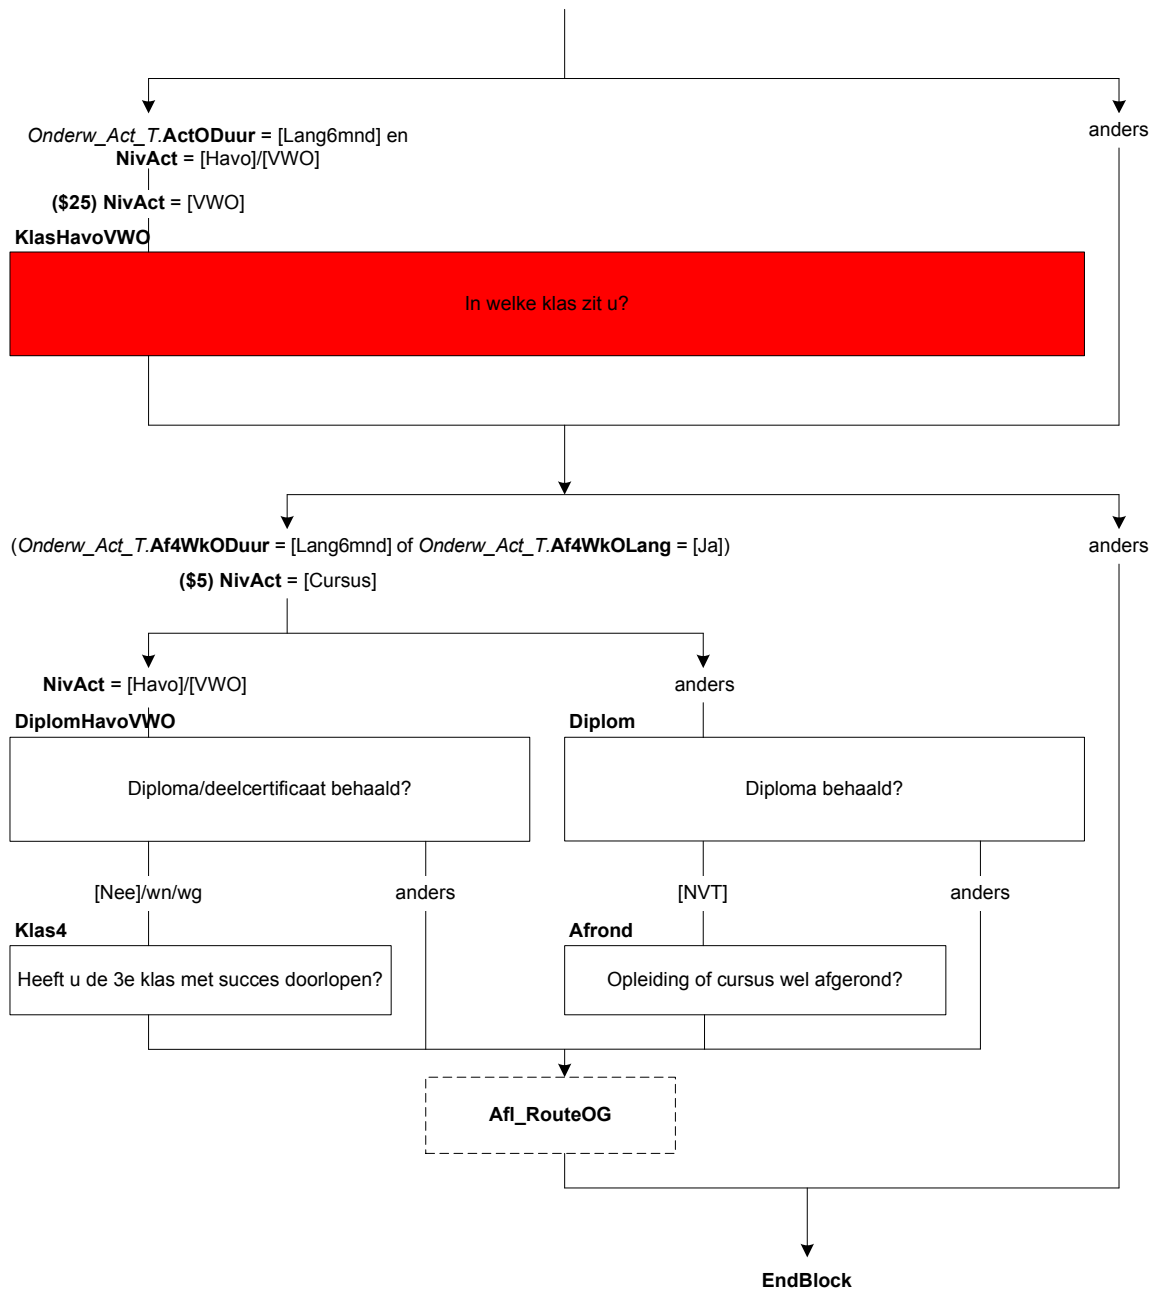 Onderw_Act_T.ActODuur = [Lang6mnd] en
NivAct = [Havo]/[VWO]
anders
($25) NivAct = [VWO]
KlasHavoVWO
In welke klas zit u?
(Onderw_Act_T.Af4WkODuur = [Lang6mnd] of Onderw_Act_T.Af4WkOLang = [Ja])
anders
($5) NivAct = [Cursus]
NivAct = [Havo]/[VWO]
anders
DiplomHavoVWO
Diplom
Diploma/deelcertificaat behaald?
Diploma behaald?
[Nee]/wn/wg
anders
[NVT]
anders
Klas4
Afrond
Heeft u de 3e klas met succes doorlopen?
Opleiding of cursus wel afgerond?
Afl_RouteOG
EndBlock